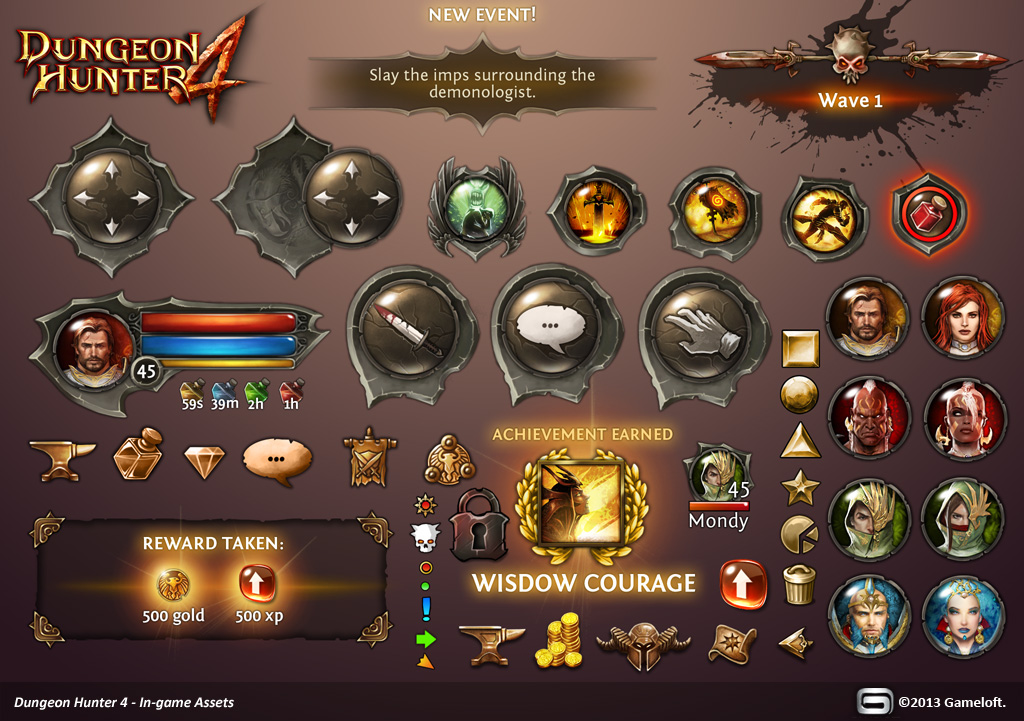 DUNGEON
HUNTER 4
NEW EVENT!
Slay the imps surrounding the
demonologist.
Wave 1
45
59s 39m 2h 1h
ACHIEVEMENT EARNED
45
Mondy
WISDOW COURAGE
REWARD TAKEN:
500 gold 500 xp
Dungeon Hunter 4 - In-game Assets
©2013 Gameloft.